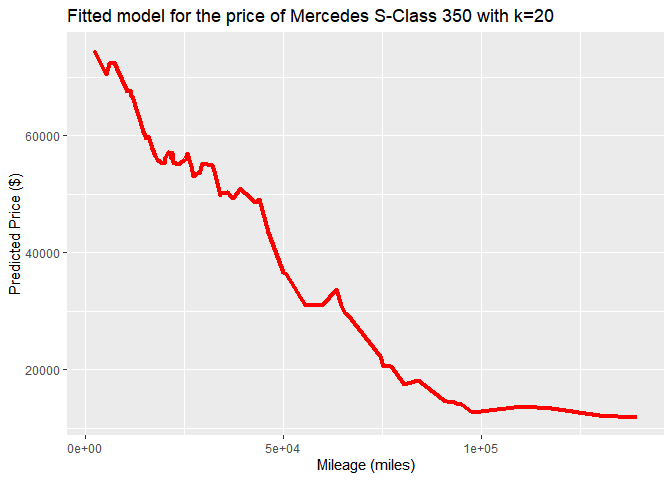 Fitted model for the price of Mercedes S-Class 350 with k=20
60000
40000
20000
Predicted Price ($)
0e+00 5e+04 1e+05
Mileage (miles)